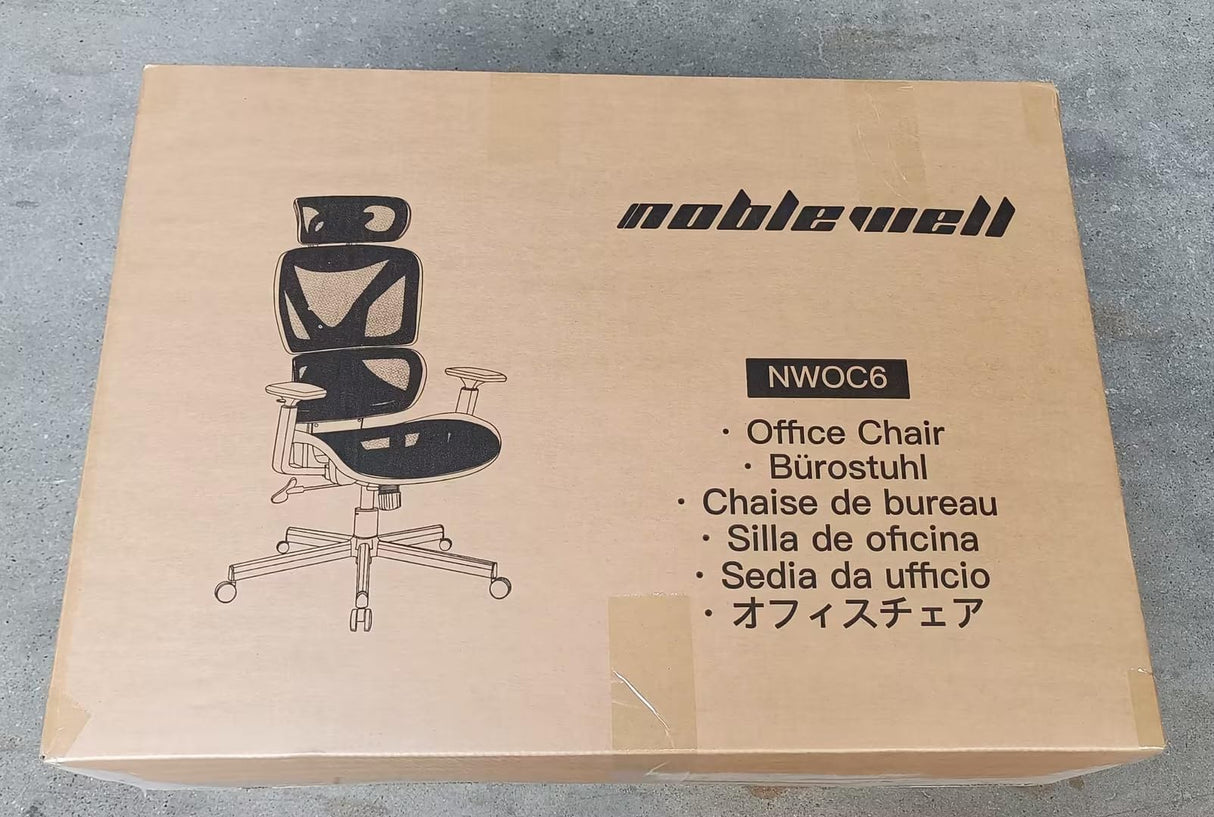 noblewell
NWOC6
· Office Chair
· Bürostuhl
· Chaise de bureau
· Silla de oficina
· Sedia da ufficio
· オフィスチェア